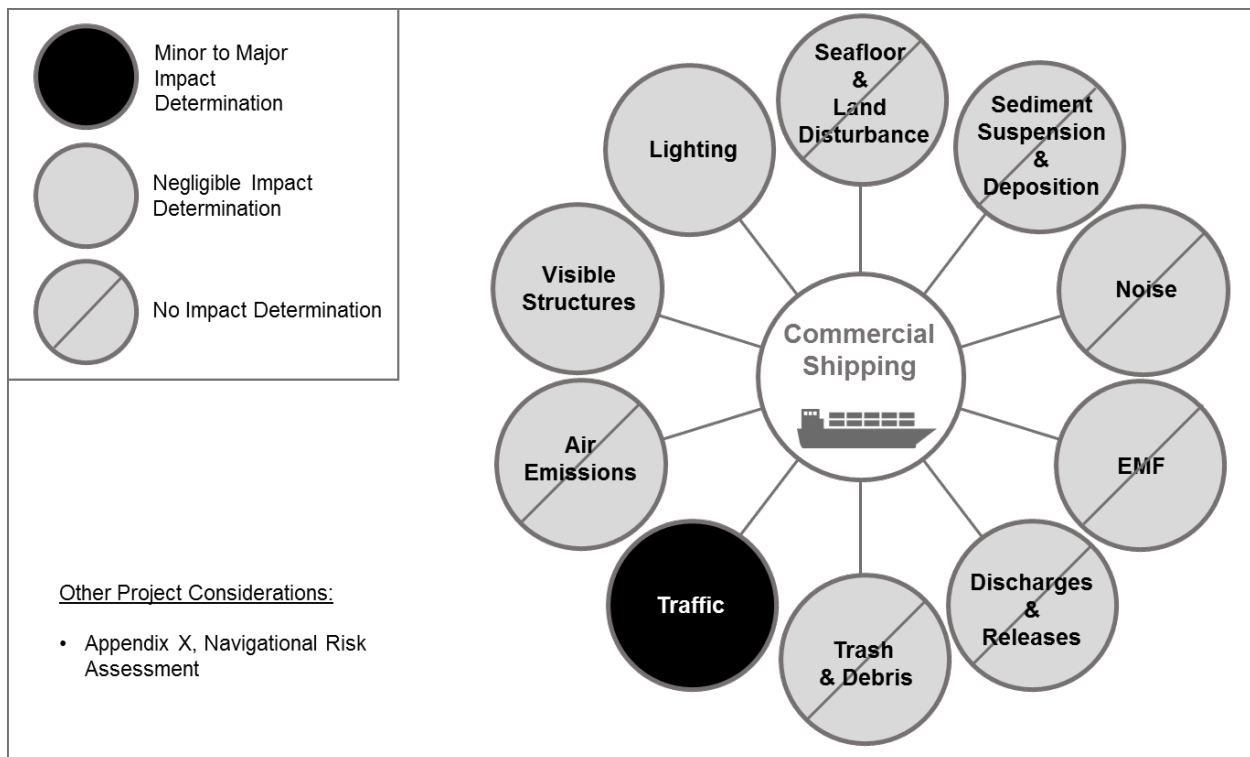 Minor to Major
Impact
Determination
Negligible Impact
Determination
No Impact Determination
Other Project Considerations:
• Appendix X, Navigational Risk
Assessment
Seafloor
&
Land
Disturbance
Sediment
Suspension
&
Deposition
Lighting
Noise
Visible
Structures
Commercial
Shipping
Air
Emissions
EMF
Traffic
Trash
& Debris
Discharges
&
Releases